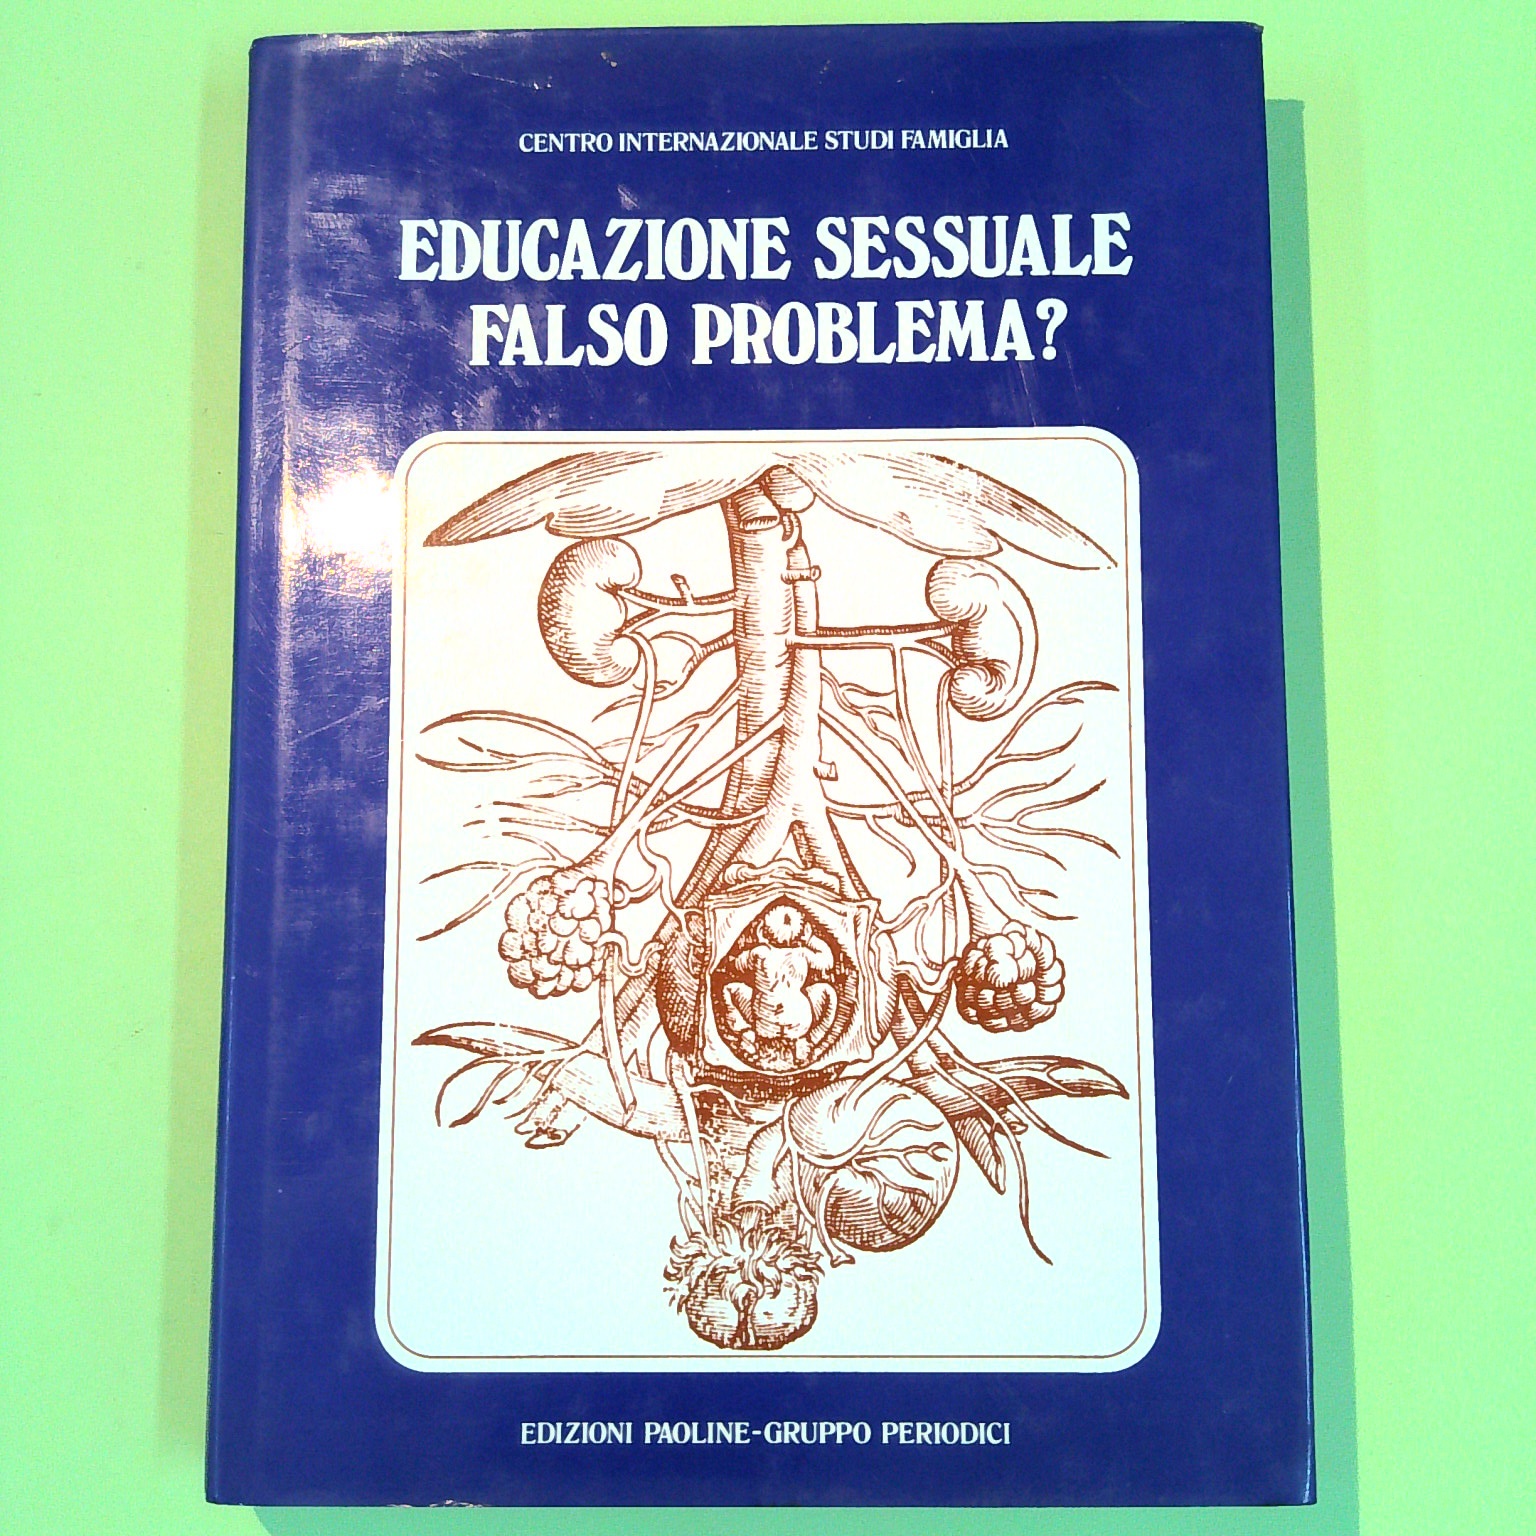 CENTRO INTERNAZIONALE STUDI FAMIGLIA
EDUCAZIONE SESSUALE
FALSO PROBLEMA?
EDIZIONI PAOLINE-GRUPPO PERIODICI